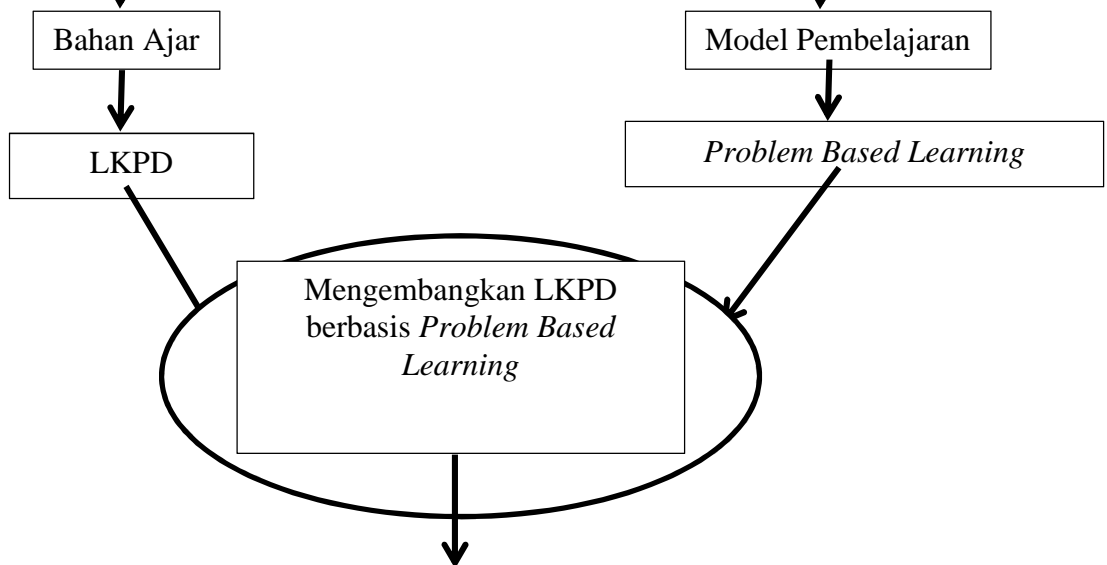 Bahan Ajar
Model Pembelajaran
LKPD
Problem Based Learning
Mengembangkan LKPD
berbasis Problem Based
Learning